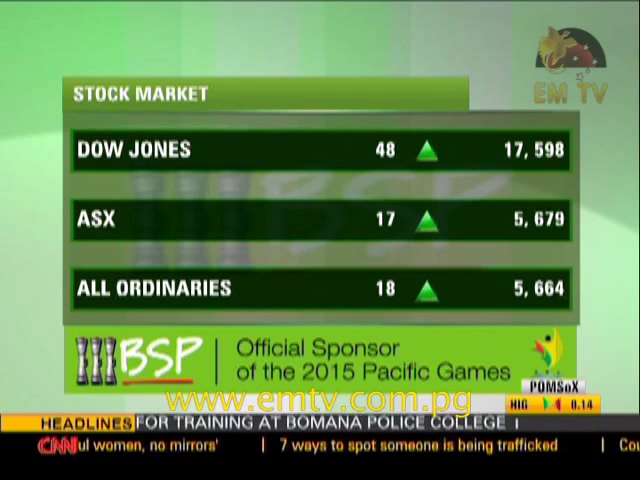 EM TV
STOCK MARKET
DOW JONES 48 17,598
ASX 17 5,679
ALL ORDINARIES 18 5,664
BSP Official Sponsor
of the 2015 Pacific Games
www.emtv.com.pg
POMSoX
HIG 0.14
HEADLINES FOR TRAINING AT BOMANA POLICE COLLEGE
CNN ul women, no mirrors' | 7 ways to spot someone is being trafficked | Cou